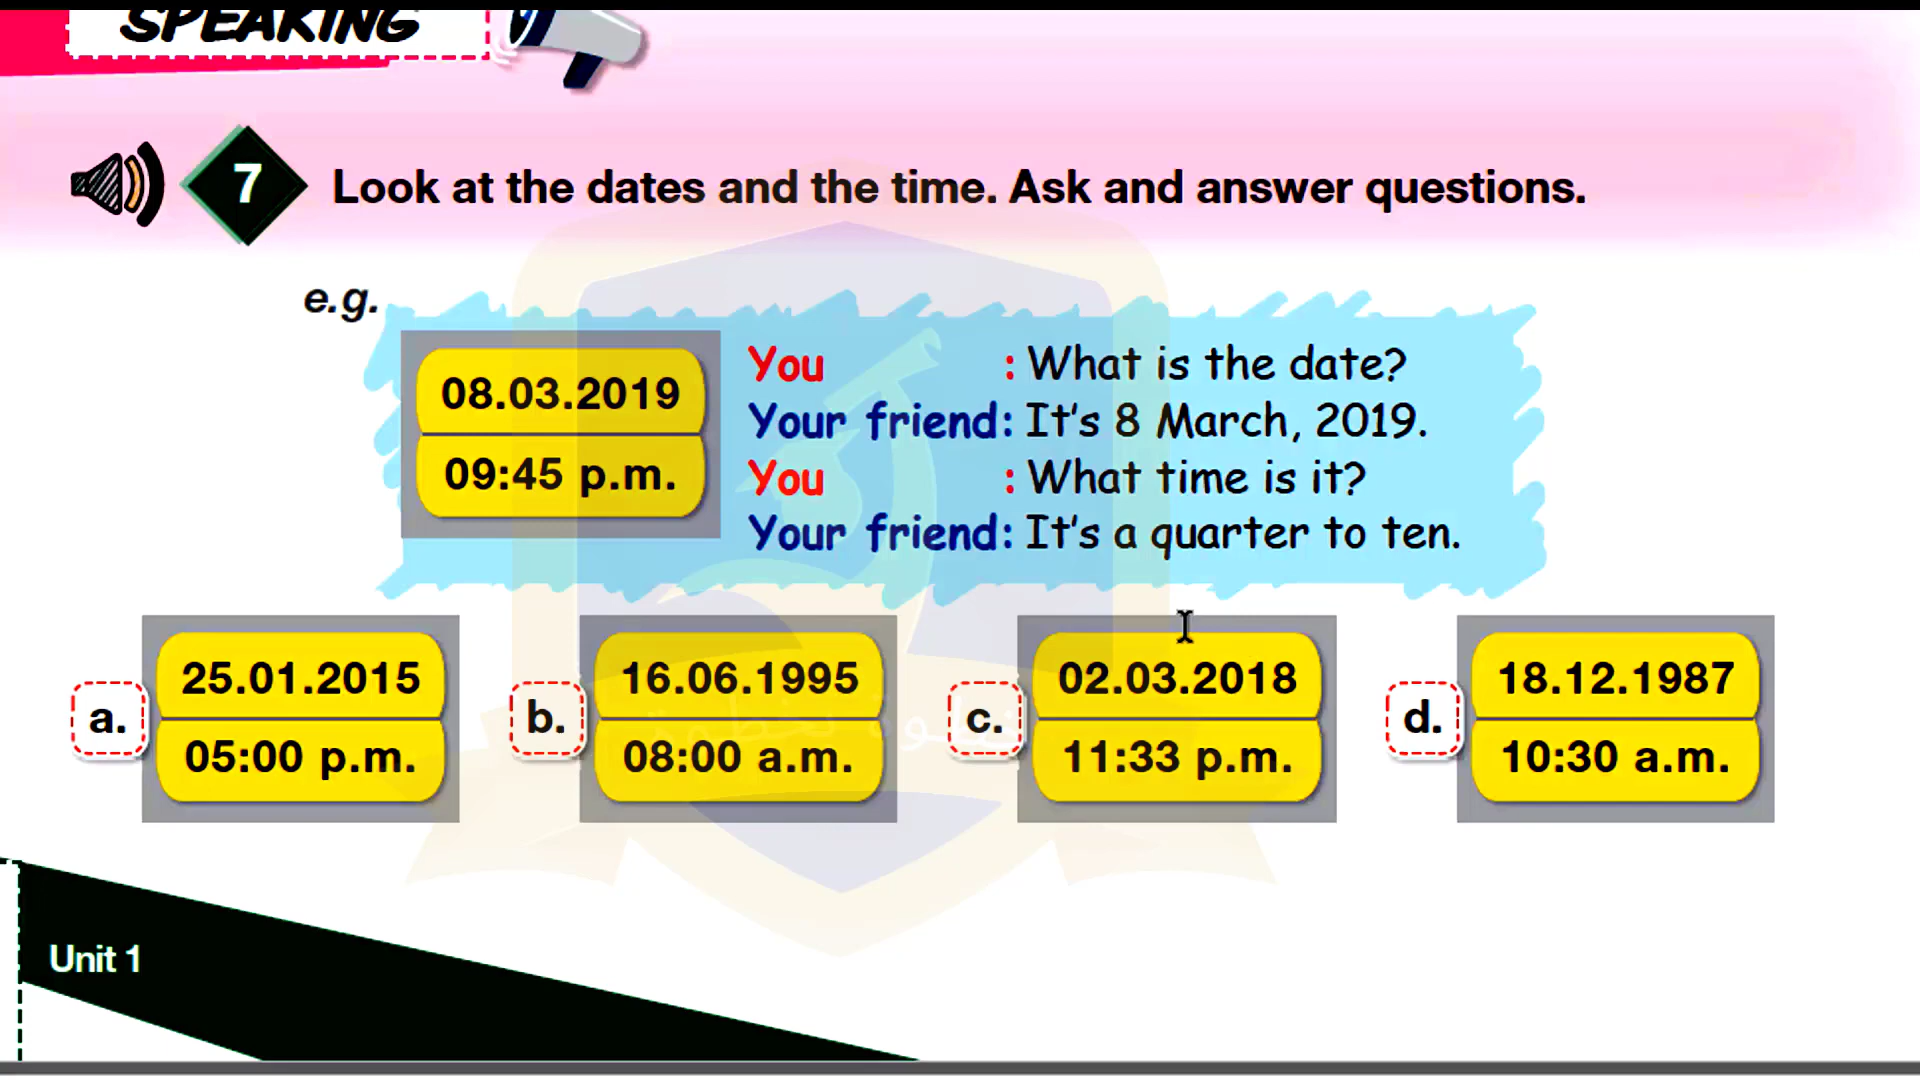 SPEAKING
7 Look at the dates and the time. Ask and answer questions.
e.g.
08.03.2019
09:45 p.m.
You : What is the date?
Your friend: It's 8 March, 2019.
You : What time is it?
Your friend: It's a quarter to ten.
a.
25.01.2015
05:00 p.m.
b.
16.06.1995
08:00 a.m.
c.
02.03.2018
11:33 p.m.
d.
18.12.1987
10:30 a.m.
خطوة بخطوة
Unit 1